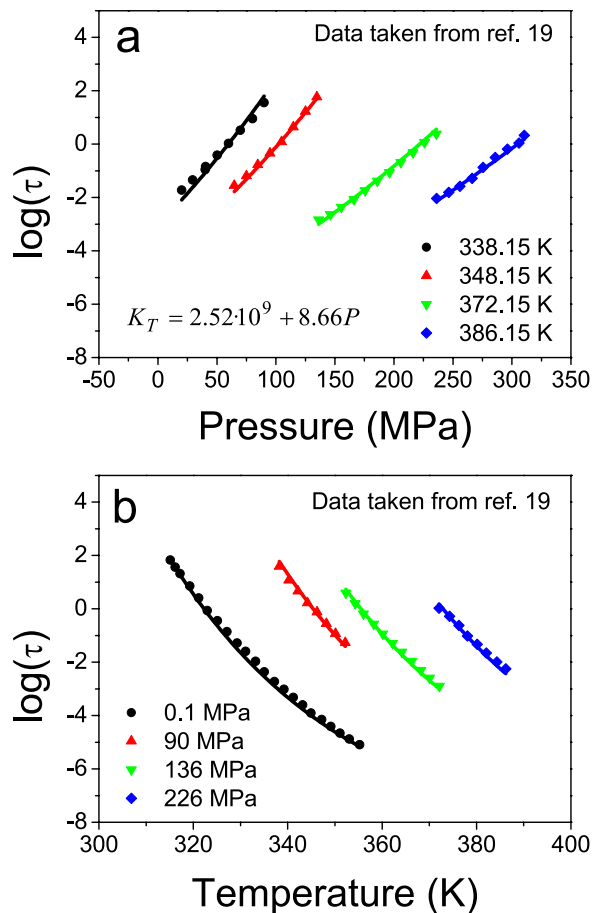 a
Data taken from ref. 19
4
2
0
-2
-4
-6
-8
log(τ)
338.15 K
348.15 K
372.15 K
386.15 K
K_T = 2.52·10^9 + 8.66P
-50 0 50 100 150 200 250 300 350
Pressure (MPa)
b
Data taken from ref. 19
4
2
0
-2
-4
-6
-8
log(τ)
0.1 MPa
90 MPa
136 MPa
226 MPa
300 320 340 360 380 400
Temperature (K)